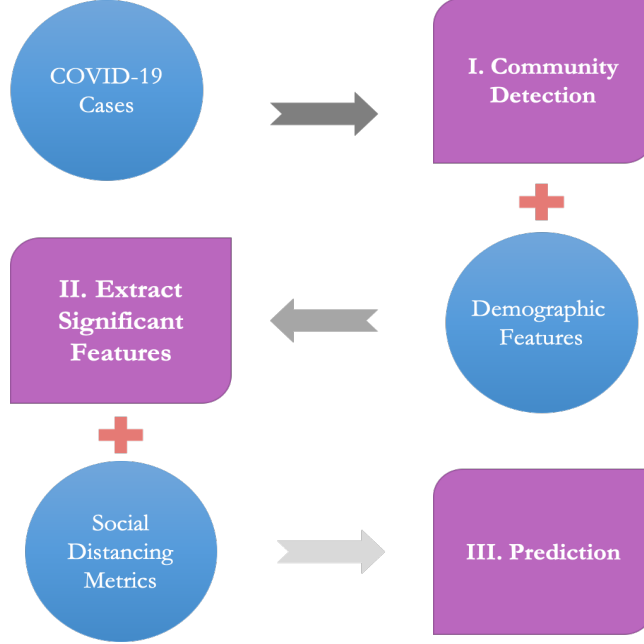 COVID-19
Cases
I. Community
Detection
II. Extract
Significant
Features
Demographic
Features
Social
Distancing
Metrics
III. Prediction